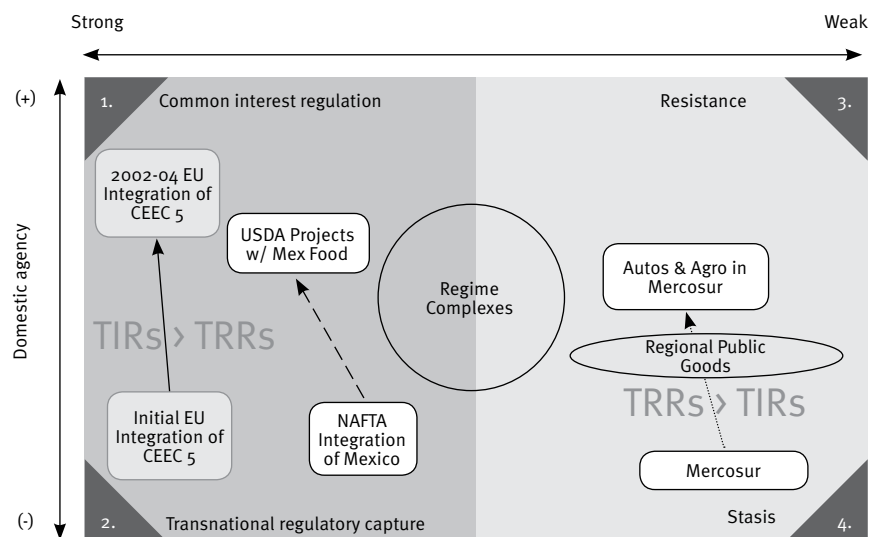 Strong
Weak
(+)
Domestic agency
(-)
1.
Common interest regulation
Resistance
3.
2002-04 EU
Integration of
CEEC 5
USDA Projects
w/ Mex Food
Regime
Complexes
Autos & Agro in
Mercosur
Regional Public
Goods
TIRs > TRRs
TRRs > TIRs
Initial EU
Integration of
CEEC 5
NAFTA
Integration
of Mexico
Mercosur
2.
Transnational regulatory capture
Stasis
4.